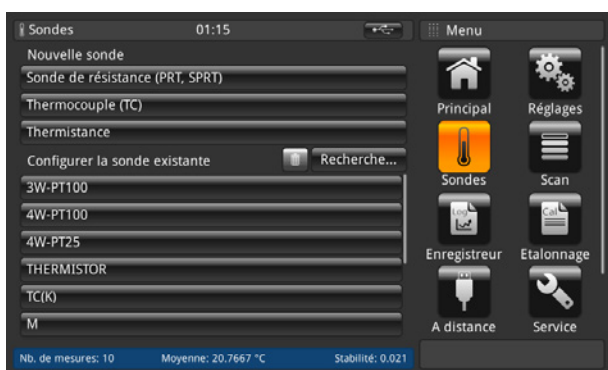 Sondes 01:15
Nouvelle sonde
Sonde de résistance (PRT, SPRT)
Thermocouple (TC)
Thermistance
Configurer la sonde existante Recherche...
3W-PT100
4W-PT100
4W-PT25
THERMISTOR
TC(K)
M
Nb. de mesures: 10 Moyenne: 20.7667 °C Stabilité: 0.021
Menu
Principal Réglages
Sondes Scan
Log Cal
Enregistreur Etalonnage
A distance Service